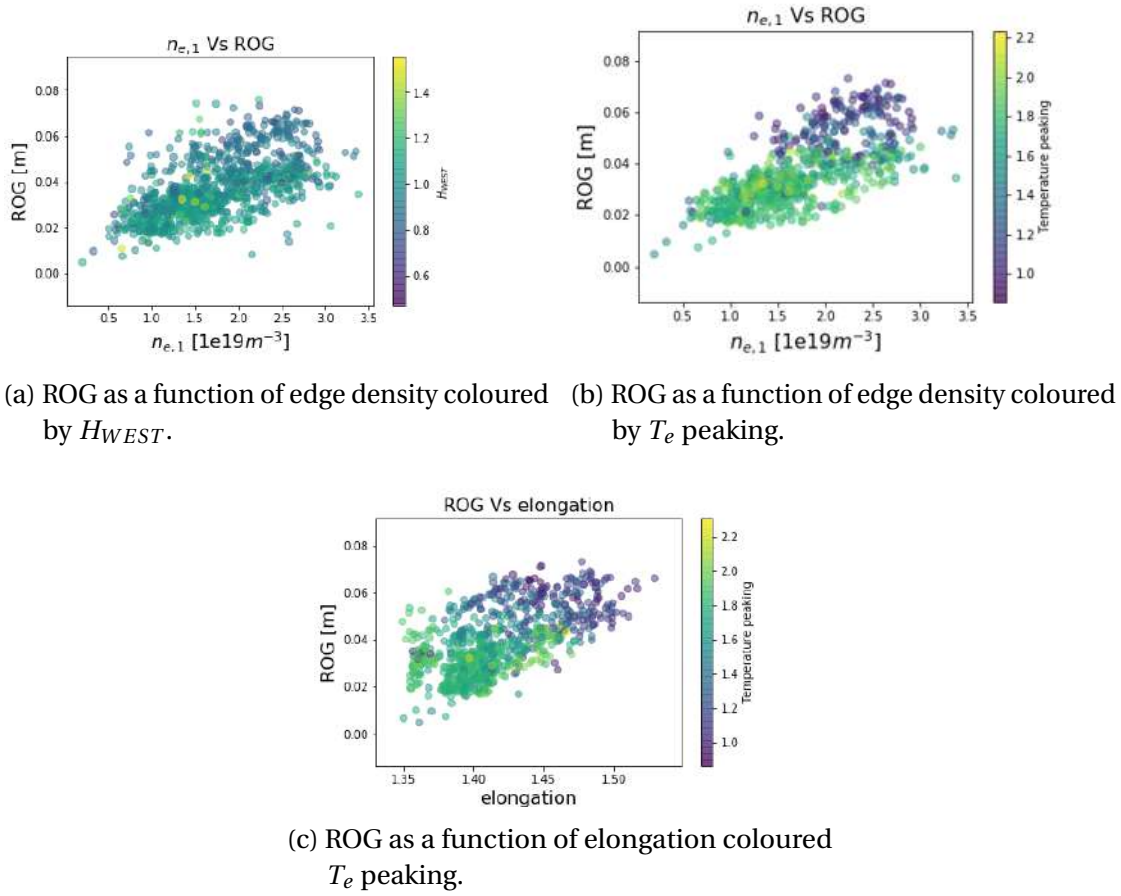 n_{e,1} Vs ROG
ROG [m]
0.08
0.06
0.04
0.02
0.00
0.5 1.0 1.5 2.0 2.5 3.0 3.5
n_{e,1} [1e19m^{-3}]
1.4
1.2
1.0
0.8
0.6
H_{WEST}
n_{e,1} Vs ROG
ROG [m]
0.08
0.06
0.04
0.02
0.00
0.5 1.0 1.5 2.0 2.5 3.0 3.5
n_{e,1} [1e19m^{-3}]
2.2
2.0
1.8
1.6
1.4
1.2
1.0
Temperature peaking
(a) ROG as a function of edge density coloured
by H_{WEST}.
(b) ROG as a function of edge density coloured
by T_e peaking.
ROG Vs elongation
ROG [m]
0.08
0.06
0.04
0.02
0.00
1.35 1.40 1.45 1.50
elongation
2.2
2.0
1.8
1.6
1.4
1.2
1.0
Temperature peaking
(c) ROG as a function of elongation coloured
T_e peaking.